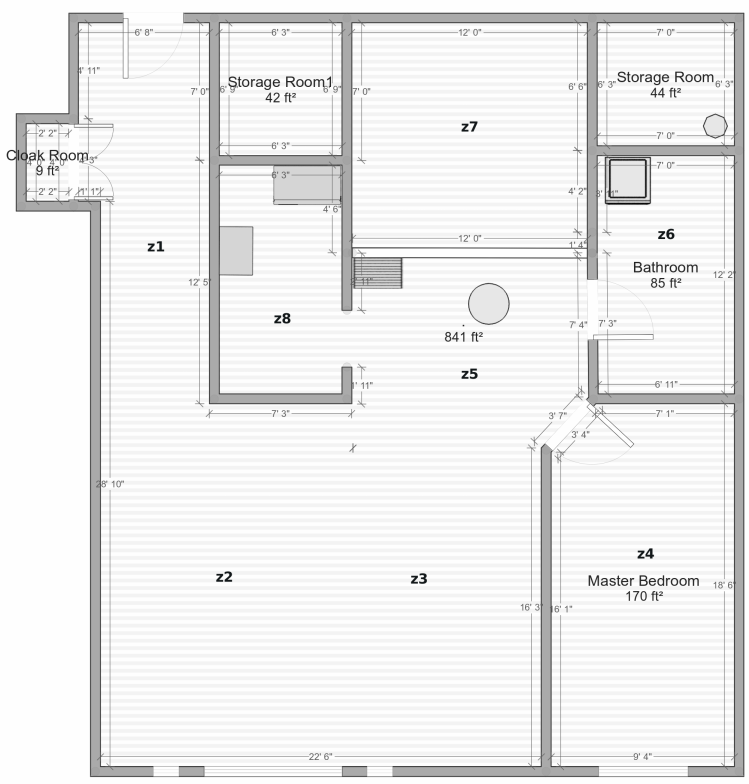 6' 8"
6' 3"
12' 0"
7' 0"
4' 11"
7' 0"
6' 9"
Storage Room1
42 ft²
6' 9"
7' 0"
6' 6"
6' 3"
Storage Room
44 ft²
6' 3"
z7
7' 0"
6' 3"
2' 2"
Cloak Room
9 ft²
4' 0"
4' 3"
2' 2"
1' 1"
6' 3"
4' 6"
4' 2"
7' 0"
z1
12' 0"
1' 4"
z6
Bathroom
85 ft²
12' 2"
12' 5"
z8
841 ft²
7' 4"
7' 3"
z5
1' 11"
6' 11"
7' 3"
3' 7"
3' 4"
7' 1"
28' 10"
z2
z3
z4
Master Bedroom
170 ft²
18' 6"
16' 3"
16' 1"
22' 6"
9' 4"